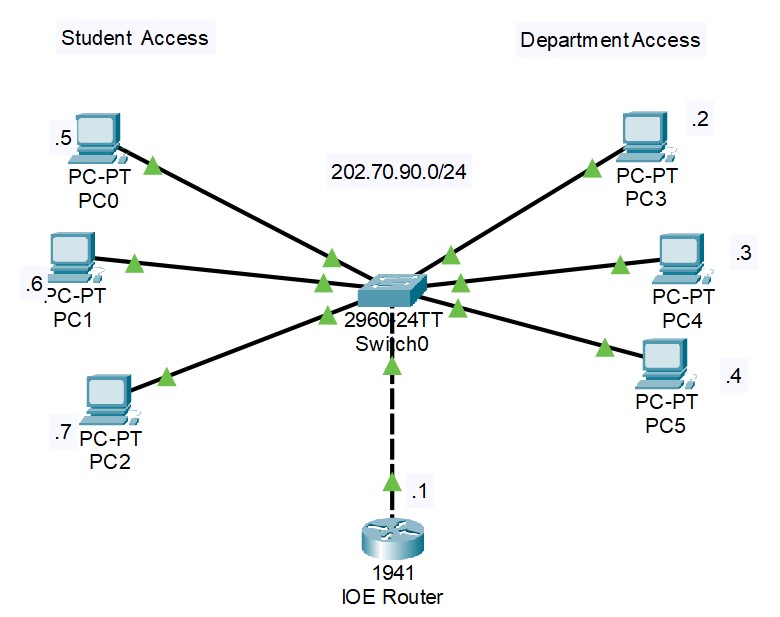 Student Access
Department Access
.5
PC-PT
PC0
202.70.90.0/24
.2
PC-PT
PC3
.6
PC-PT
PC1
.3
PC-PT
PC4
2960-24TT
Switch0
.7
PC-PT
PC2
.4
PC-PT
PC5
.1
1941
IOE Router